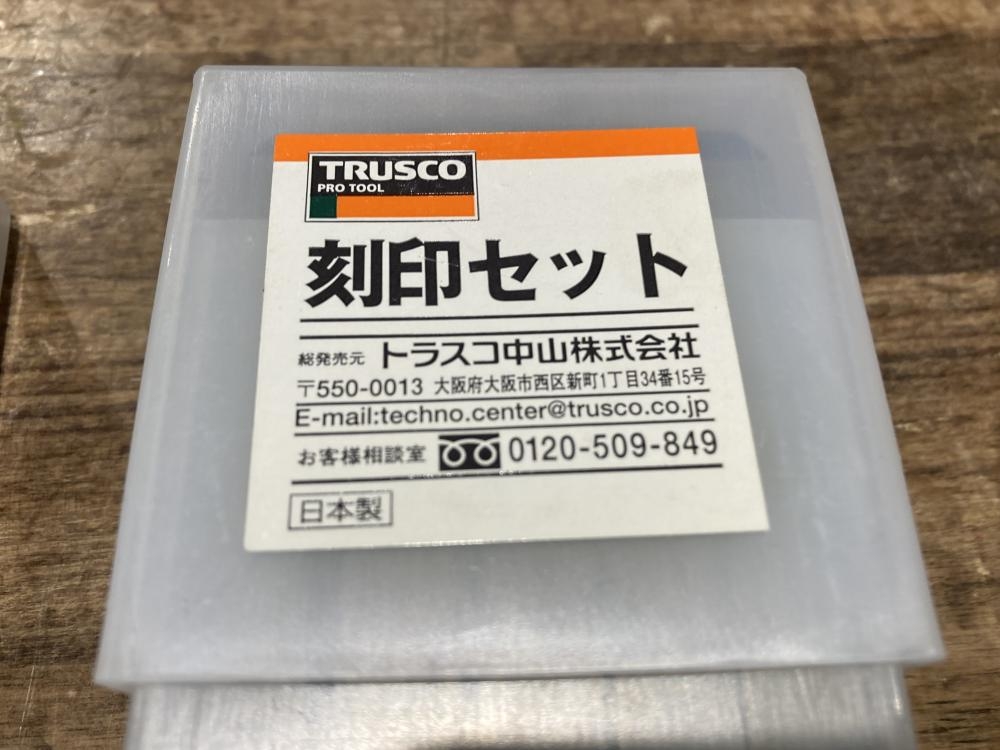 TRUSCO
PRO TOOL
刻印セット
総発売元 トラスコ中山株式会社
〒550-0013 大阪府大阪市西区新町1丁目34番15号
E-mail:techno.center@trusco.co.jp
お客様相談室 0120-509-849
日本製